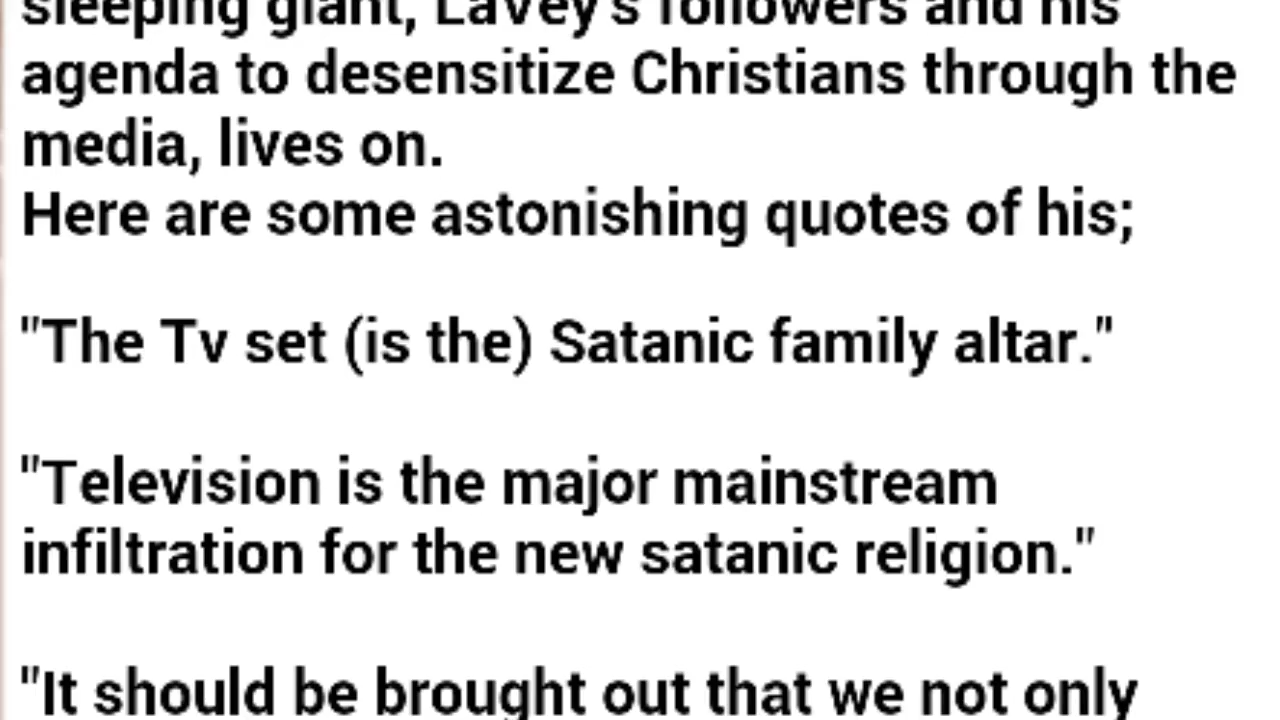 sleeping giant, LaVey's followers and his
agenda to desensitize Christians through the
media, lives on.
Here are some astonishing quotes of his;
"The Tv set (is the) Satanic family altar."
"Television is the major mainstream
infiltration for the new satanic religion."
"It should be brought out that we not only